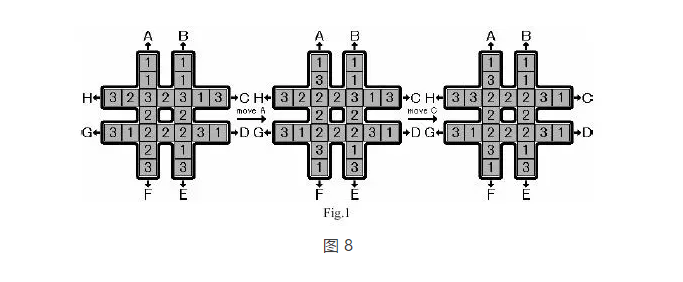 A B A B A B
1 1 1 1 1 1
1 1 3 1 3 1
H 3 2 3 2 3 1 3 C H 3 2 2 2 3 1 3 C H 3 3 2 2 2 3 1 C
2 2 move A 2 2 move C 2 2
G 3 1 2 2 2 3 1 D G 3 1 2 2 2 3 1 D G 3 1 2 2 2 3 1 D
2 1 3 1 3 1
3 3 1 3 1 3
F E F E F E
Fig.1
图 8